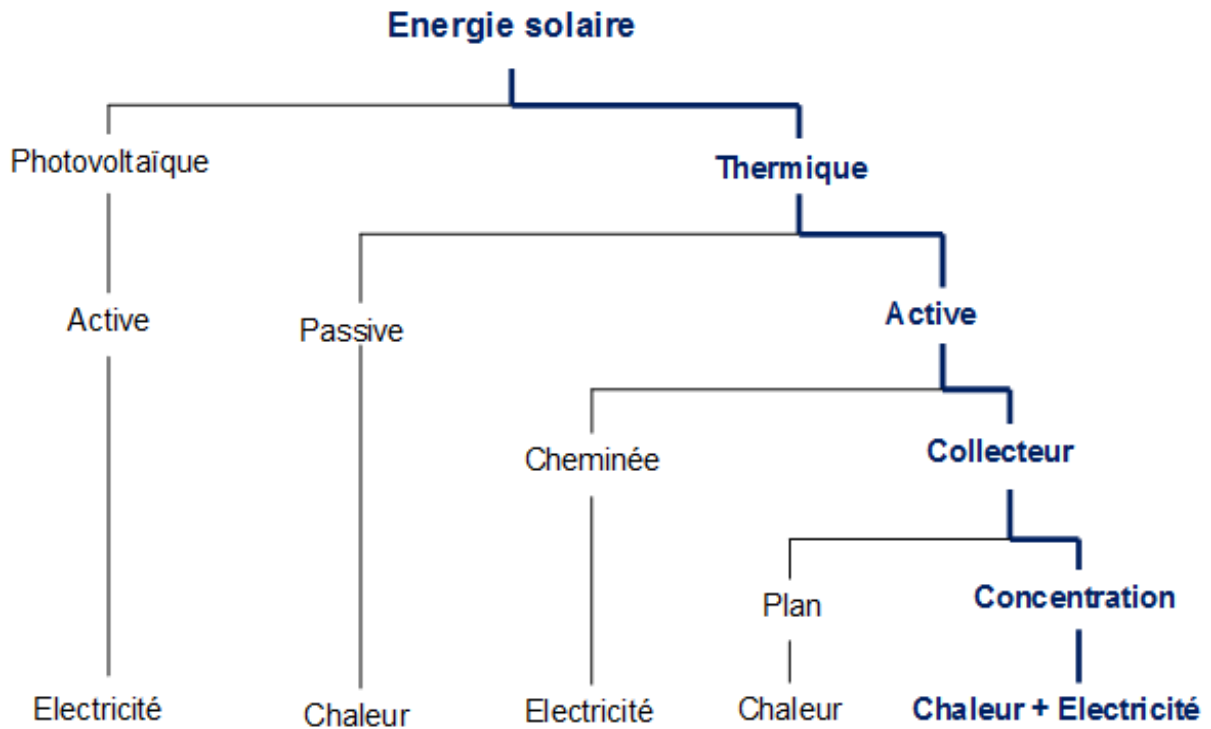 Energie solaire
Photovoltaïque
Thermique
Active
Passive
Active
Cheminée
Collecteur
Plan
Concentration
Electricité
Chaleur
Electricité
Chaleur
Chaleur + Electricité